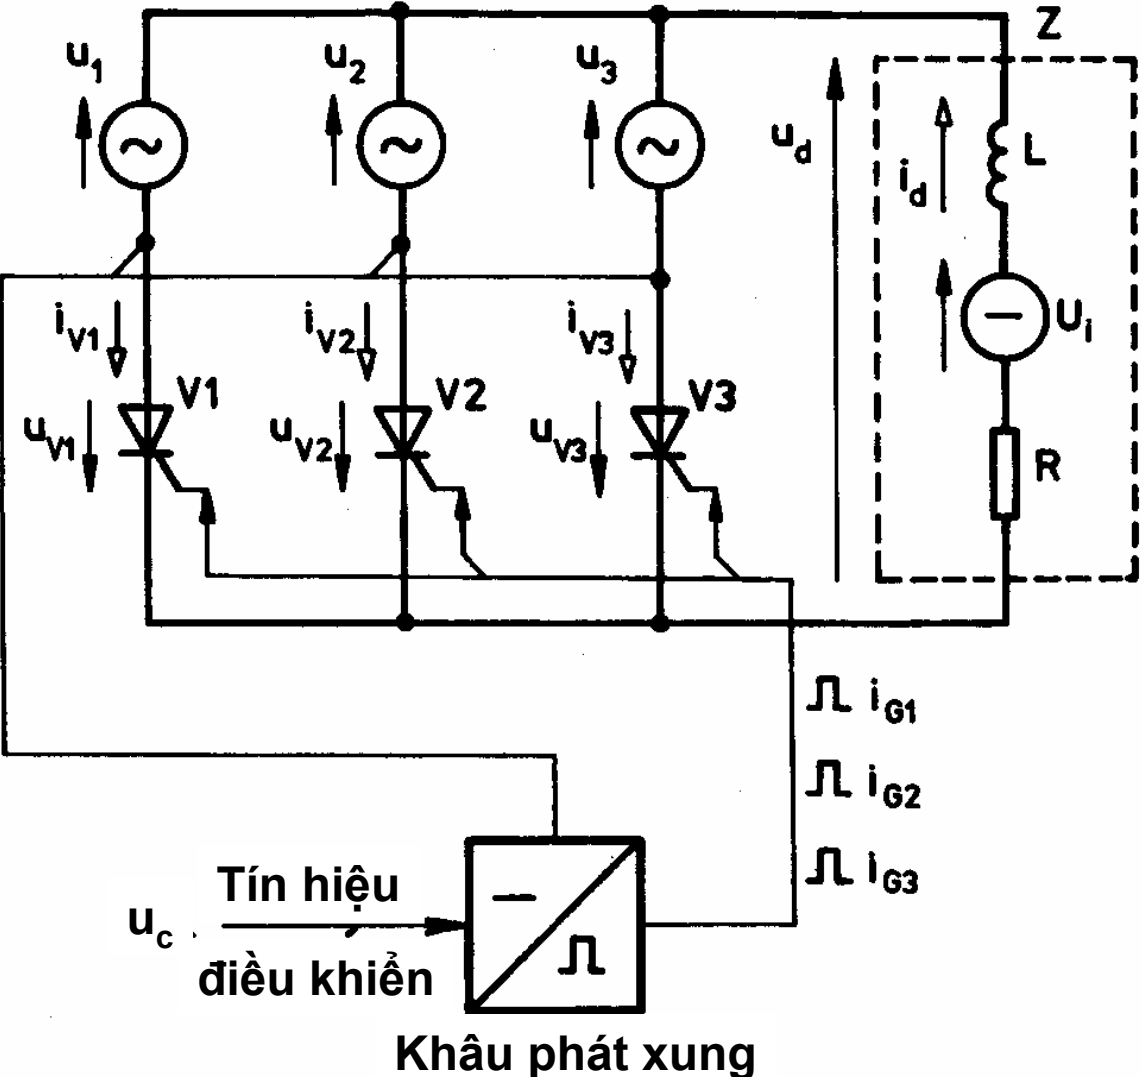 Z
u1 u2 u3
ud id L
iV1 iV2 iV3
Ui
V1 V2 V3
uV1 uV2 uV3
R
iG1
iG2
iG3
Tín hiệu
uc
điều khiển
Khâu phát xung